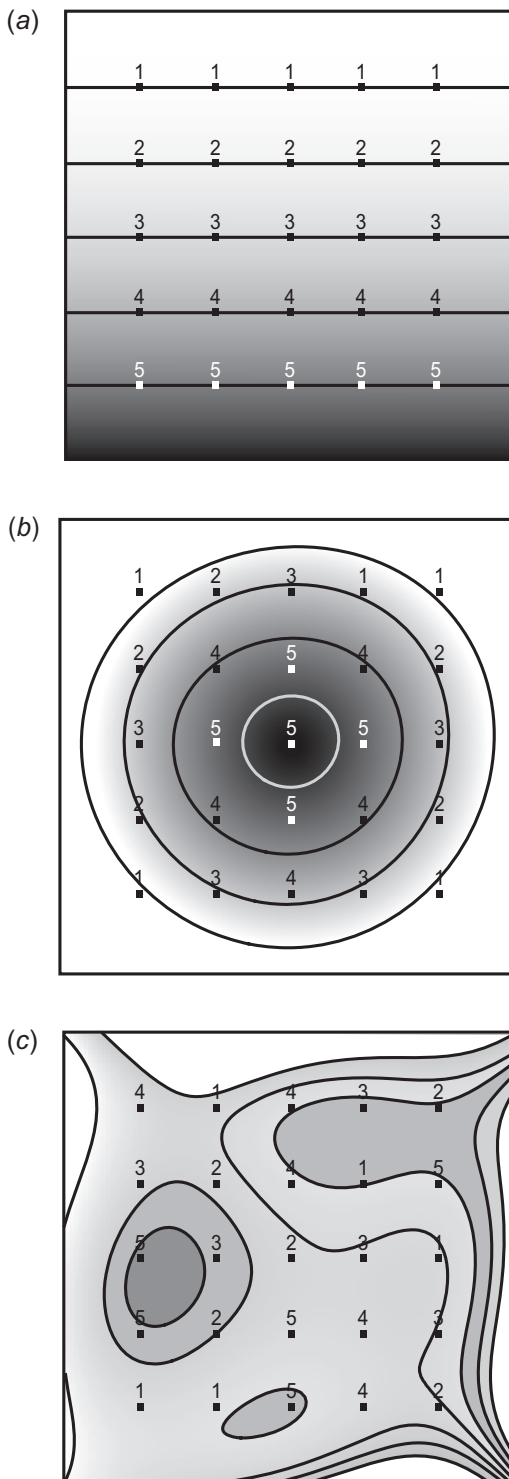 (a)
1 1 1 1 1
2 2 2 2 2
3 3 3 3 3
4 4 4 4 4
5 5 5 5 5
(b)
1 2 3 1 1
2 4 5 4 2
3 5 5 5 3
2 4 5 4 2
1 3 4 3 1
(c)
4 1 4 3 2
3 2 4 1 5
5 3 2 3 1
5 2 5 4 3
1 1 5 4 2